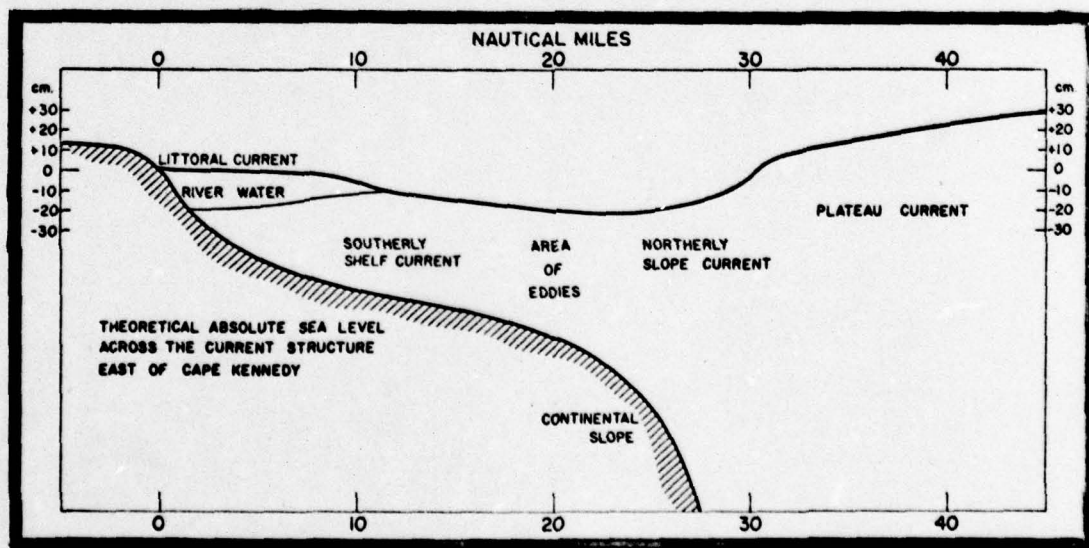 NAUTICAL MILES
0 10 20 30 40
cm. cm.
+30 +30
+20 +20
+10 +10
0 0
-10 -10
-20 -20
-30 -30
LITTORAL CURRENT
RIVER WATER
PLATEAU CURRENT
SOUTHERLY
SHELF CURRENT
AREA
OF
EDDIES
NORTHERLY
SLOPE CURRENT
THEORETICAL ABSOLUTE SEA LEVEL
ACROSS THE CURRENT STRUCTURE
EAST OF CAPE KENNEDY
CONTINENTAL
SLOPE
0 10 20 30 40